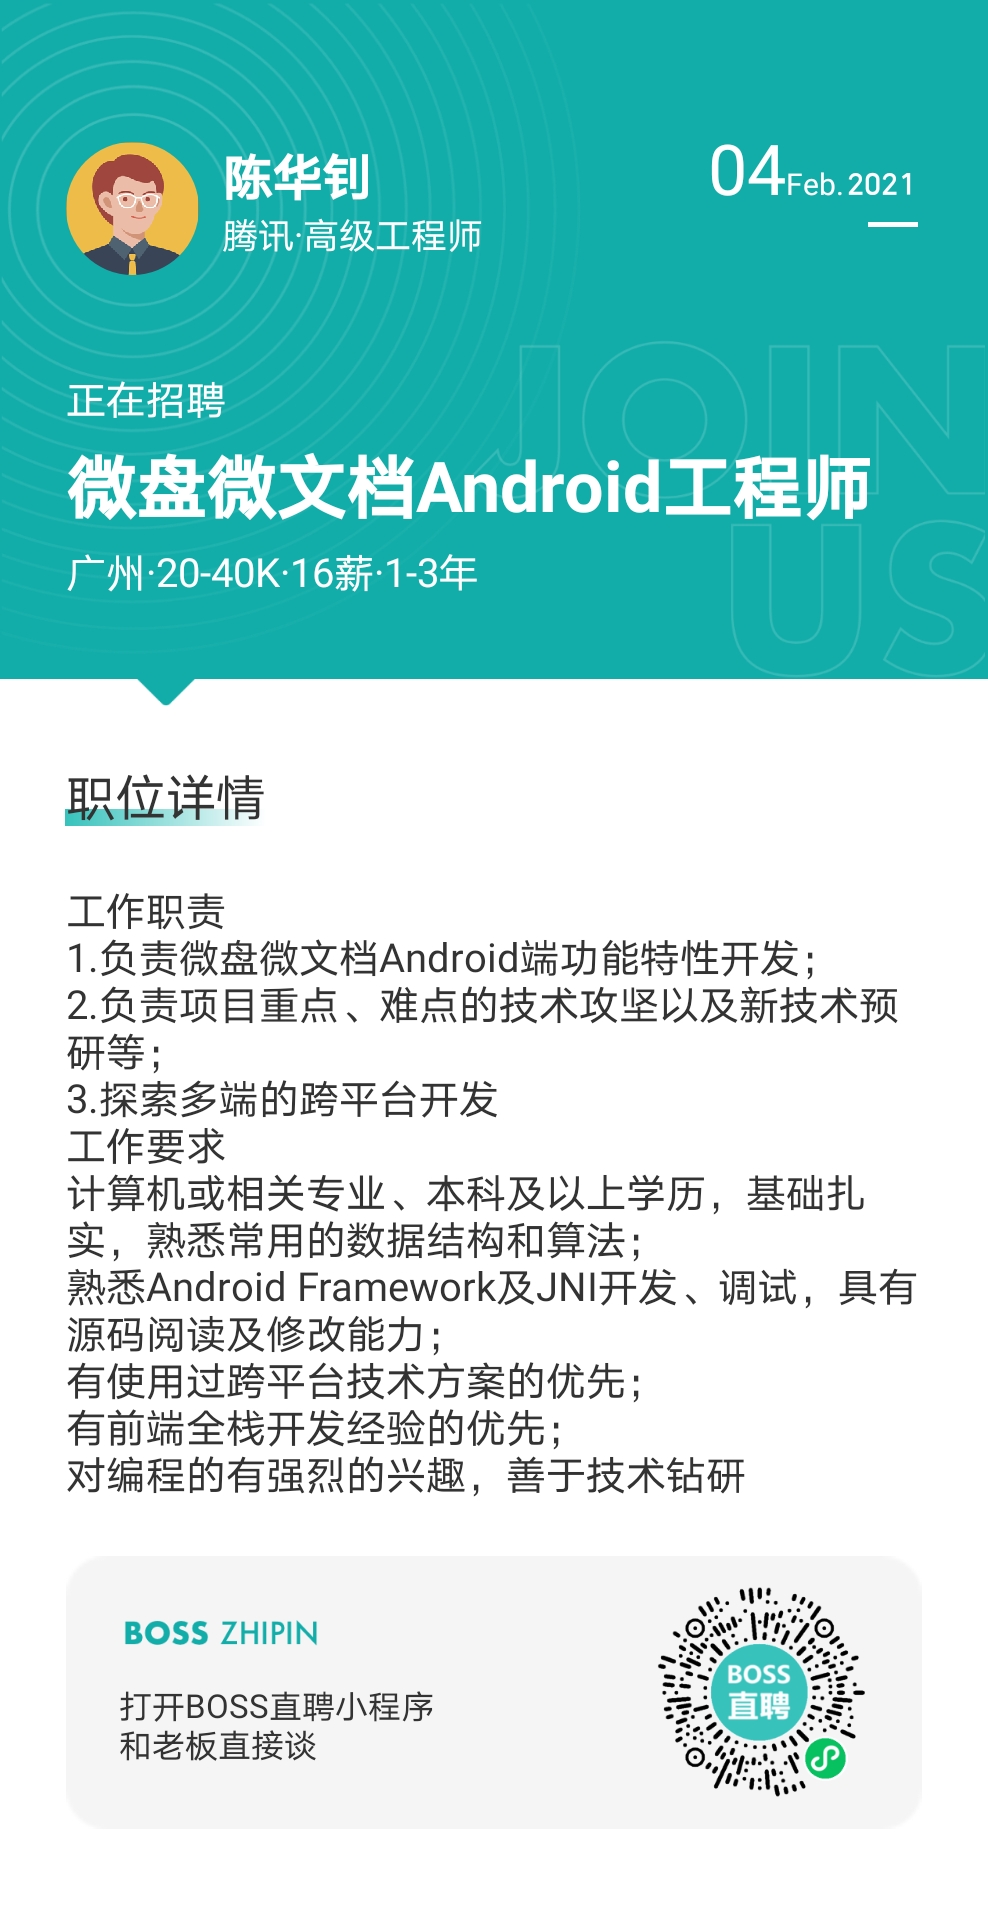 陈华钊
腾讯·高级工程师
04 Feb. 2021
JOIN
US
正在招聘
微盘微文档Android工程师
广州·20-40K·16薪·1-3年
职位详情
工作职责
1.负责微盘微文档Android端功能特性开发；
2.负责项目重点、难点的技术攻坚以及新技术预
研等；
3.探索多端的跨平台开发
工作要求
计算机或相关专业、本科及以上学历，基础扎
实，熟悉常用的数据结构和算法；
熟悉Android Framework及JNI开发、调试，具有
源码阅读及修改能力；
有使用过跨平台技术方案的优先；
有前端全栈开发经验的优先；
对编程的有强烈的兴趣，善于技术钻研
BOSS ZHIPIN
打开BOSS直聘小程序
和老板直接谈
BOSS
直聘